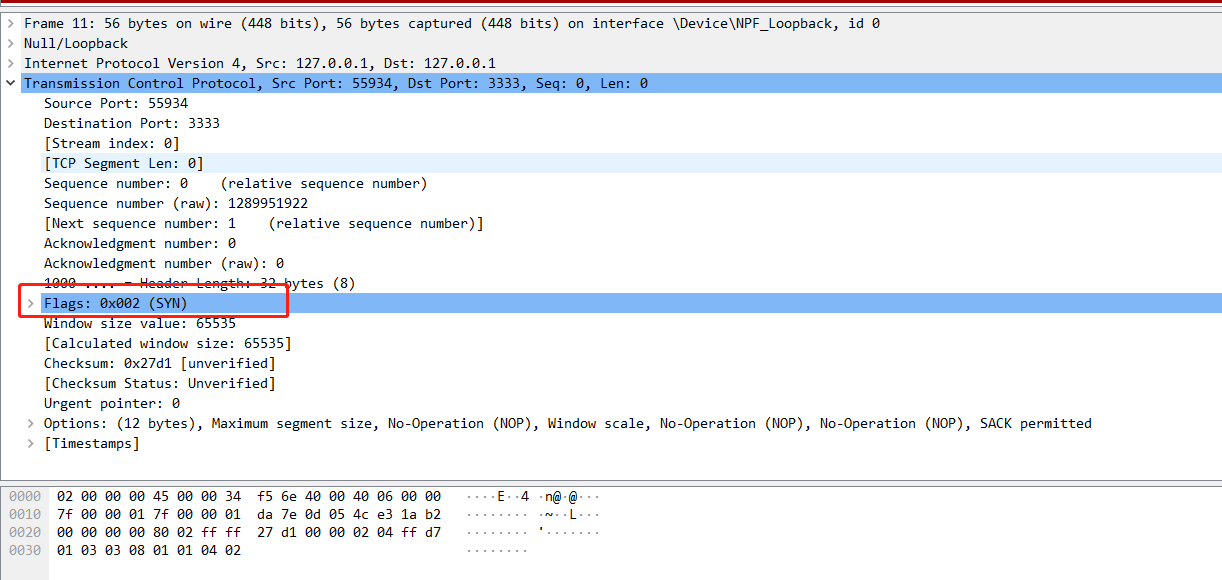 Frame 11: 56 bytes on wire (448 bits), 56 bytes captured (448 bits) on interface \Device\NPF_Loopback, id 0
Null/Loopback
Internet Protocol Version 4, Src: 127.0.0.1, Dst: 127.0.0.1
Transmission Control Protocol, Src Port: 55934, Dst Port: 3333, Seq: 0, Len: 0
Source Port: 55934
Destination Port: 3333
[Stream index: 0]
[TCP Segment Len: 0]
Sequence number: 0    (relative sequence number)
Sequence number (raw): 1289951922
[Next sequence number: 1    (relative sequence number)]
Acknowledgment number: 0
Acknowledgment number (raw): 0
1000 .... = Header Length: 32 bytes (8)
Flags: 0x002 (SYN)
Window size value: 65535
[Calculated window size: 65535]
Checksum: 0x27d1 [unverified]
[Checksum Status: Unverified]
Urgent pointer: 0
Options: (12 bytes), Maximum segment size, No-Operation (NOP), Window scale, No-Operation (NOP), No-Operation (NOP), SACK permitted
[Timestamps]
0000 02 00 00 00 45 00 00 34 f5 6e 40 00 40 06 00 00 ····E··4 ·n@·@···
0010 7f 00 00 01 7f 00 00 01 da 7e 0d 05 4c e3 1a b2 ········ ·~··L···
0020 00 00 00 00 80 02 ff ff 27 d1 00 00 02 04 ff d7 ········ '·······
0030 01 03 03 08 01 01 04 02 ········